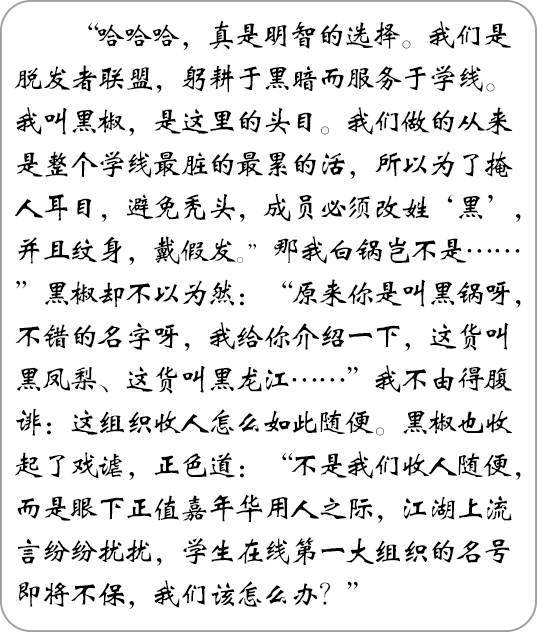 “哈哈哈，真是明智的选择。我们是
脱发者联盟，躬耕于黑暗而服务于学线。
我叫黑椒，是这里的头目。我们做的从来
是整个学线最脏的最累的活，所以为了掩
人耳目，避免秃头，成员必须改姓‘黑’，
并且纹身，戴假发。” 那我白锅岂不是……
”黑椒却不以为然：“原来你是叫黑锅呀，
不错的名字呀，我给你介绍一下，这货叫
黑凤梨、这货叫黑龙江……”我不由得腹
诽：这组织收人怎么如此随便。黑椒也收
起了戏谑，正色道：“不是我们收人随便，
而是眼下正值嘉年华用人之际，江湖上流
言纷纷扰扰，学生在线第一大组织的名号
即将不保，我们该怎么办？”